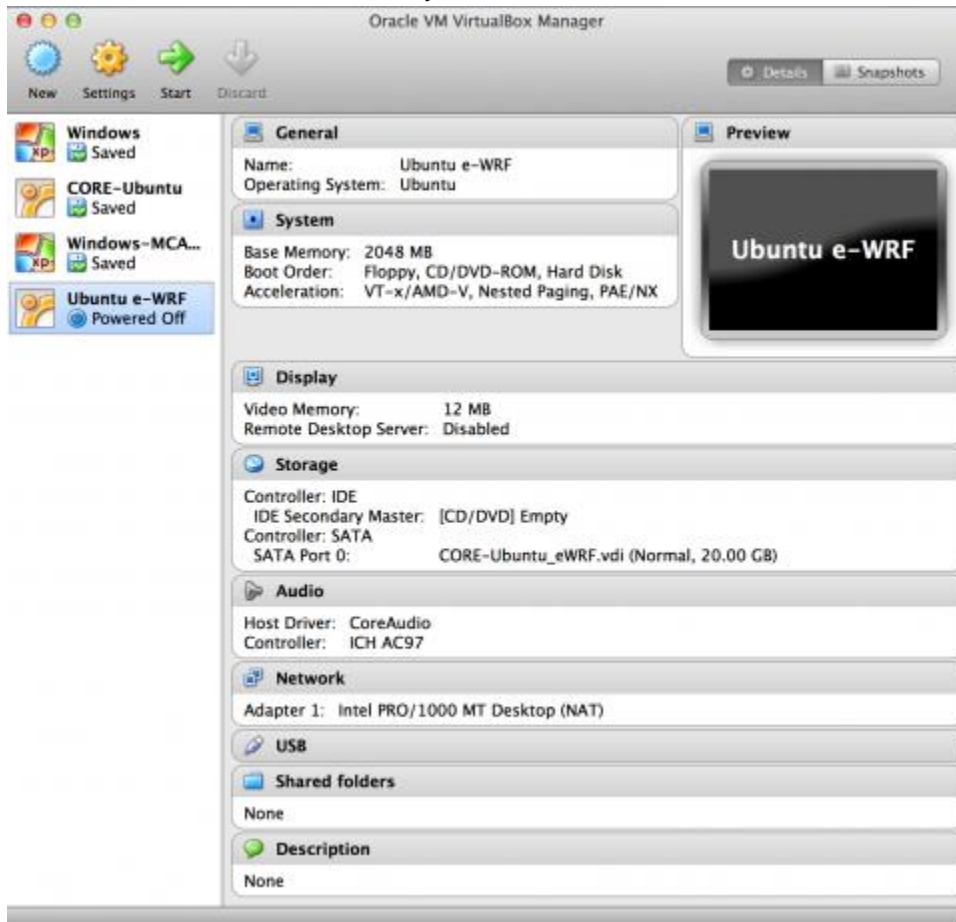 Oracle VM VirtualBox Manager
New Settings Start Discard
Details Snapshots
Windows
Saved
CORE-Ubuntu
Saved
Windows-MCA...
Saved
Ubuntu e-WRF
Powered Off
General
Name: Ubuntu e-WRF
Operating System: Ubuntu
System
Base Memory: 2048 MB
Boot Order: Floppy, CD/DVD-ROM, Hard Disk
Acceleration: VT-x/AMD-V, Nested Paging, PAE/NX
Preview
Ubuntu e-WRF
Display
Video Memory: 12 MB
Remote Desktop Server: Disabled
Storage
Controller: IDE
IDE Secondary Master: [CD/DVD] Empty
Controller: SATA
SATA Port 0: CORE-Ubuntu_eWRF.vdi (Normal, 20.00 GB)
Audio
Host Driver: CoreAudio
Controller: ICH AC97
Network
Adapter 1: Intel PRO/1000 MT Desktop (NAT)
USB
Shared folders
None
Description
None